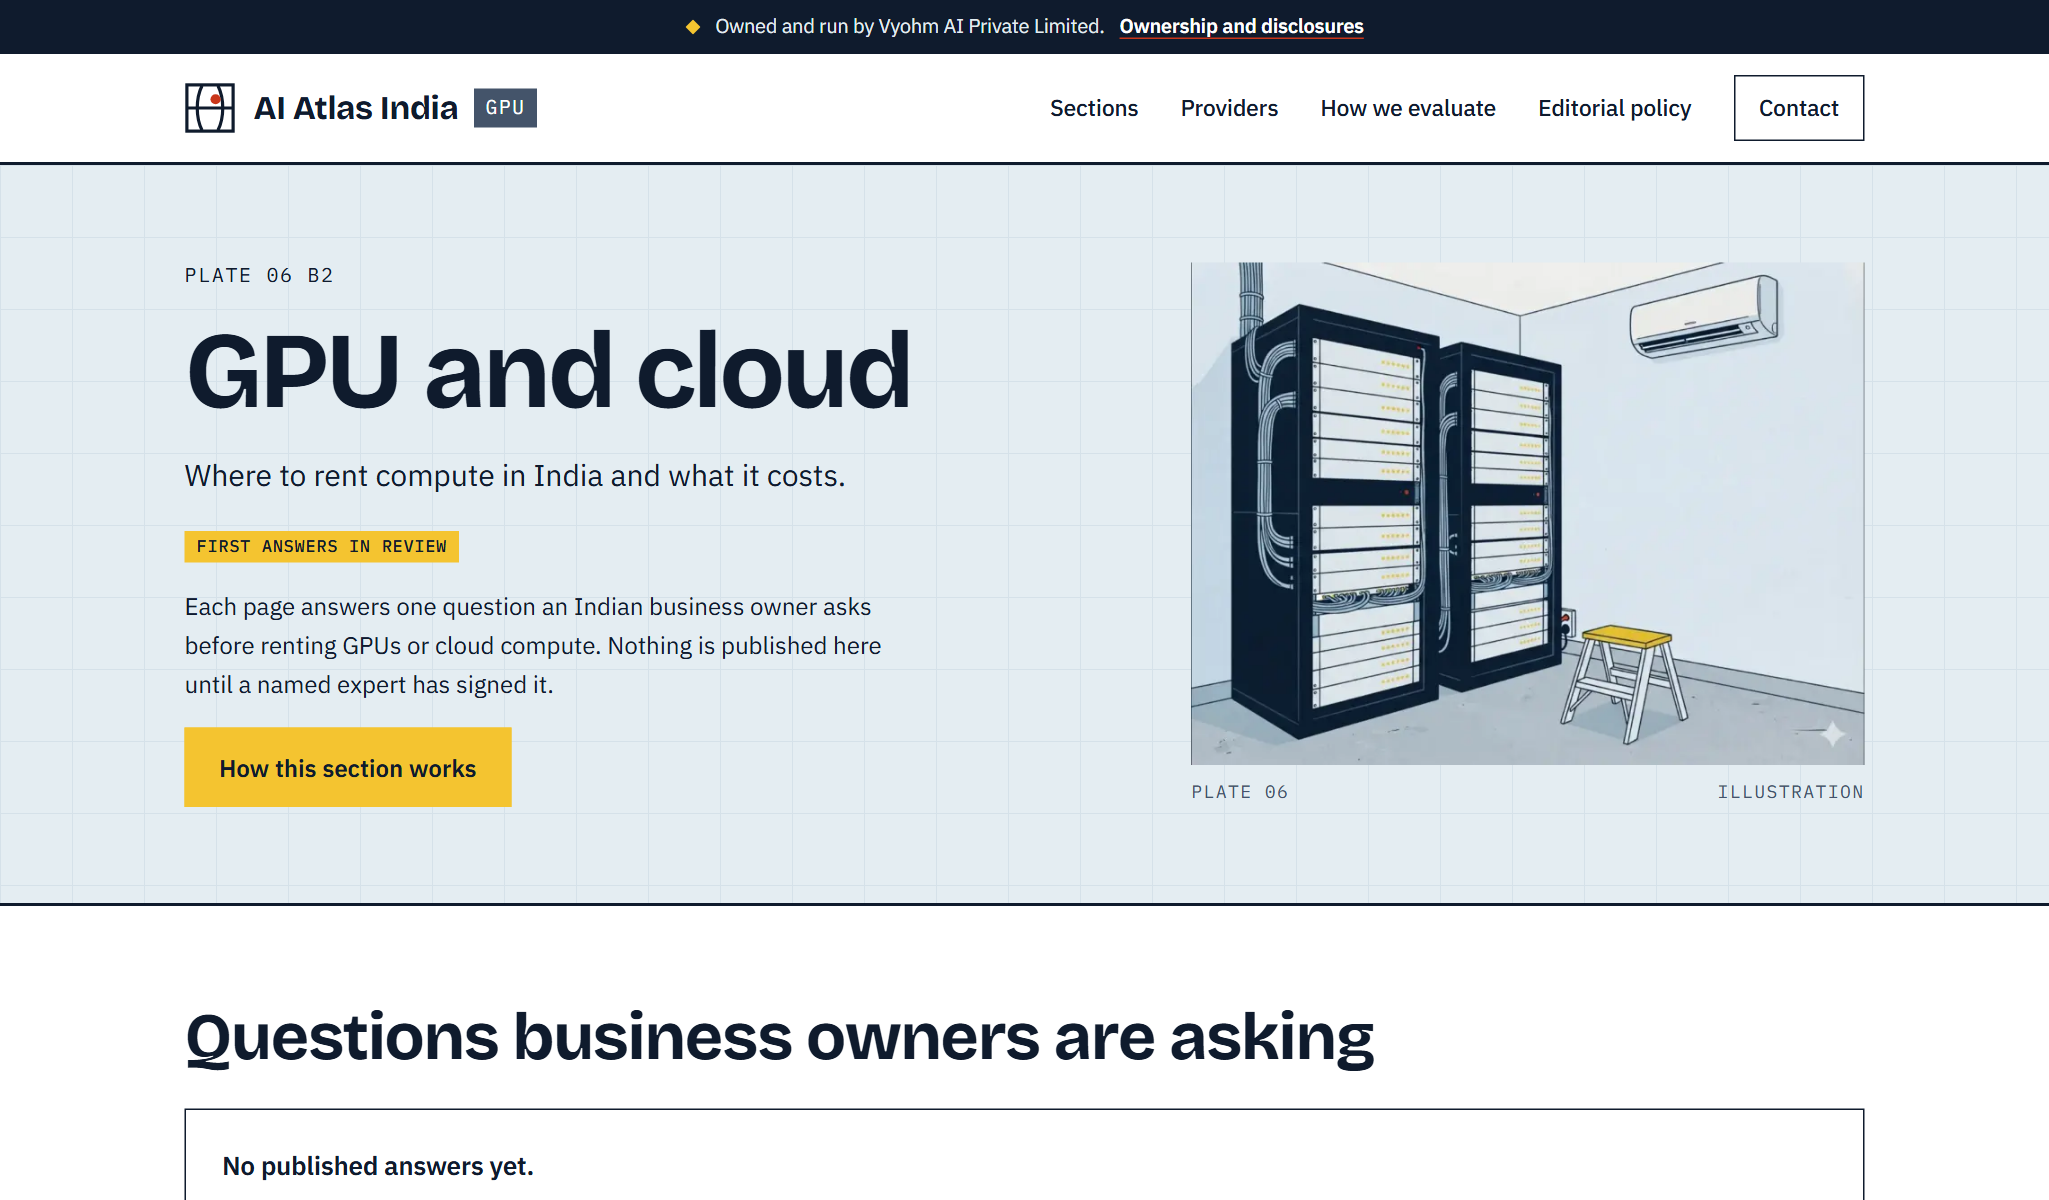 Owned and run by Vyohm AI Private Limited. Ownership and disclosures
AI Atlas India GPU
Sections Providers How we evaluate Editorial policy Contact
PLATE 06 B2
GPU and cloud
Where to rent compute in India and what it costs.
FIRST ANSWERS IN REVIEW
Each page answers one question an Indian business owner asks
before renting GPUs or cloud compute. Nothing is published here
until a named expert has signed it.
How this section works
PLATE 06 ILLUSTRATION
Questions business owners are asking
No published answers yet.